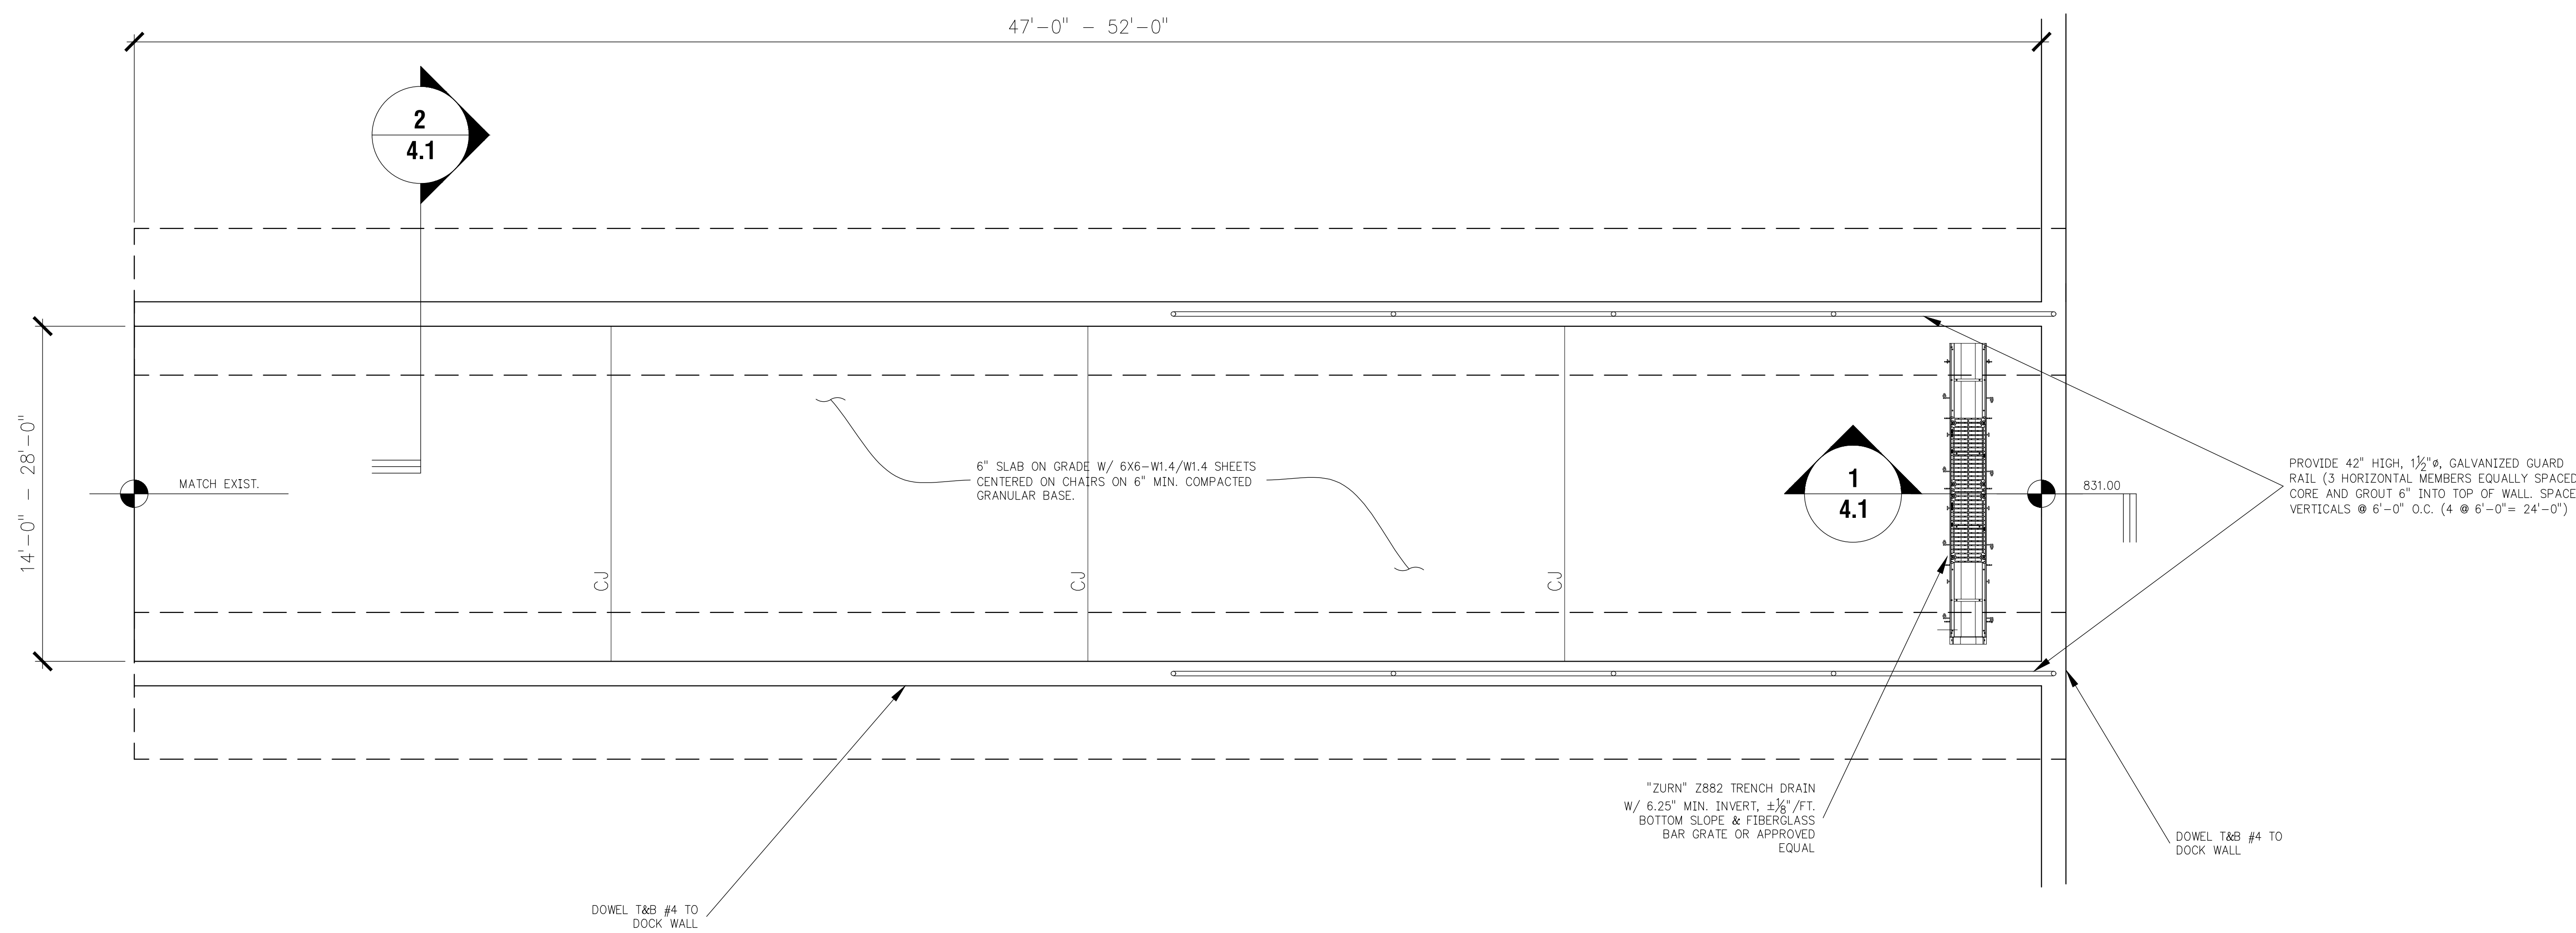 47'-0" - 52'-0"
2
4.1
14'-0" - 28'-0"
MATCH EXIST.
6" SLAB ON GRADE W/ 6X6-W1.4/W1.4 SHEETS
CENTERED ON CHAIRS ON 6" MIN. COMPACTED
GRANULAR BASE.
CJ
CJ
CJ
1
4.1
831.00
PROVIDE 42" HIGH, 1½"ø, GALVANIZED GUARD
RAIL (3 HORIZONTAL MEMBERS EQUALLY SPACED
CORE AND GROUT 6" INTO TOP OF WALL. SPACE
VERTICALS @ 6'-0" O.C. (4 @ 6'-0"= 24'-0")
"ZURN" Z882 TRENCH DRAIN
W/ 6.25" MIN. INVERT, ±⅛"/FT.
BOTTOM SLOPE & FIBERGLASS
BAR GRATE OR APPROVED
EQUAL
DOWEL T&B #4 TO
DOCK WALL
DOWEL T&B #4 TO
DOCK WALL